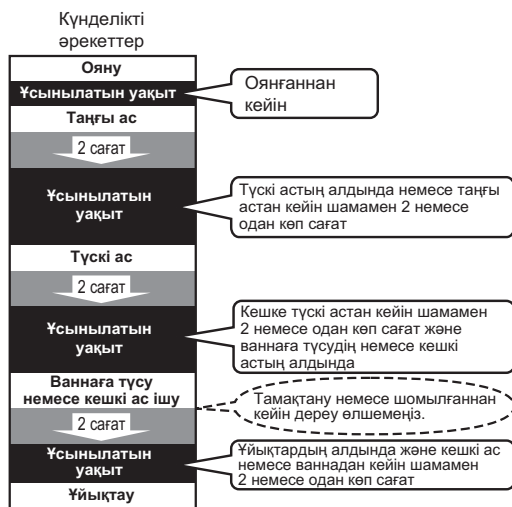 Күнделікті
әрекеттер
Ояну
Ұсынылатын уақыт
Оянғаннан
кейін
Таңғы ас
2 сағат
Ұсынылатын
уақыт
Түскі астың алдында немесе таңғы
астан кейін шамамен 2 немесе
одан көп сағат
Түскі ас
2 сағат
Ұсынылатын
уақыт
Кешке түскі астан кейін шамамен
2 немесе одан көп сағат және
ваннаға түсудің немесе кешкі
астың алдында
Ваннаға түсу
немесе кешкі ас ішу
Тамақтану немесе шомылғаннан
кейін дереу өлшемеңіз.
2 сағат
Ұсынылатын
уақыт
Ұйықтардың алдында және кешкі ас
немесе ваннадан кейін шамамен
2 немесе одан көп сағат
Ұйықтау